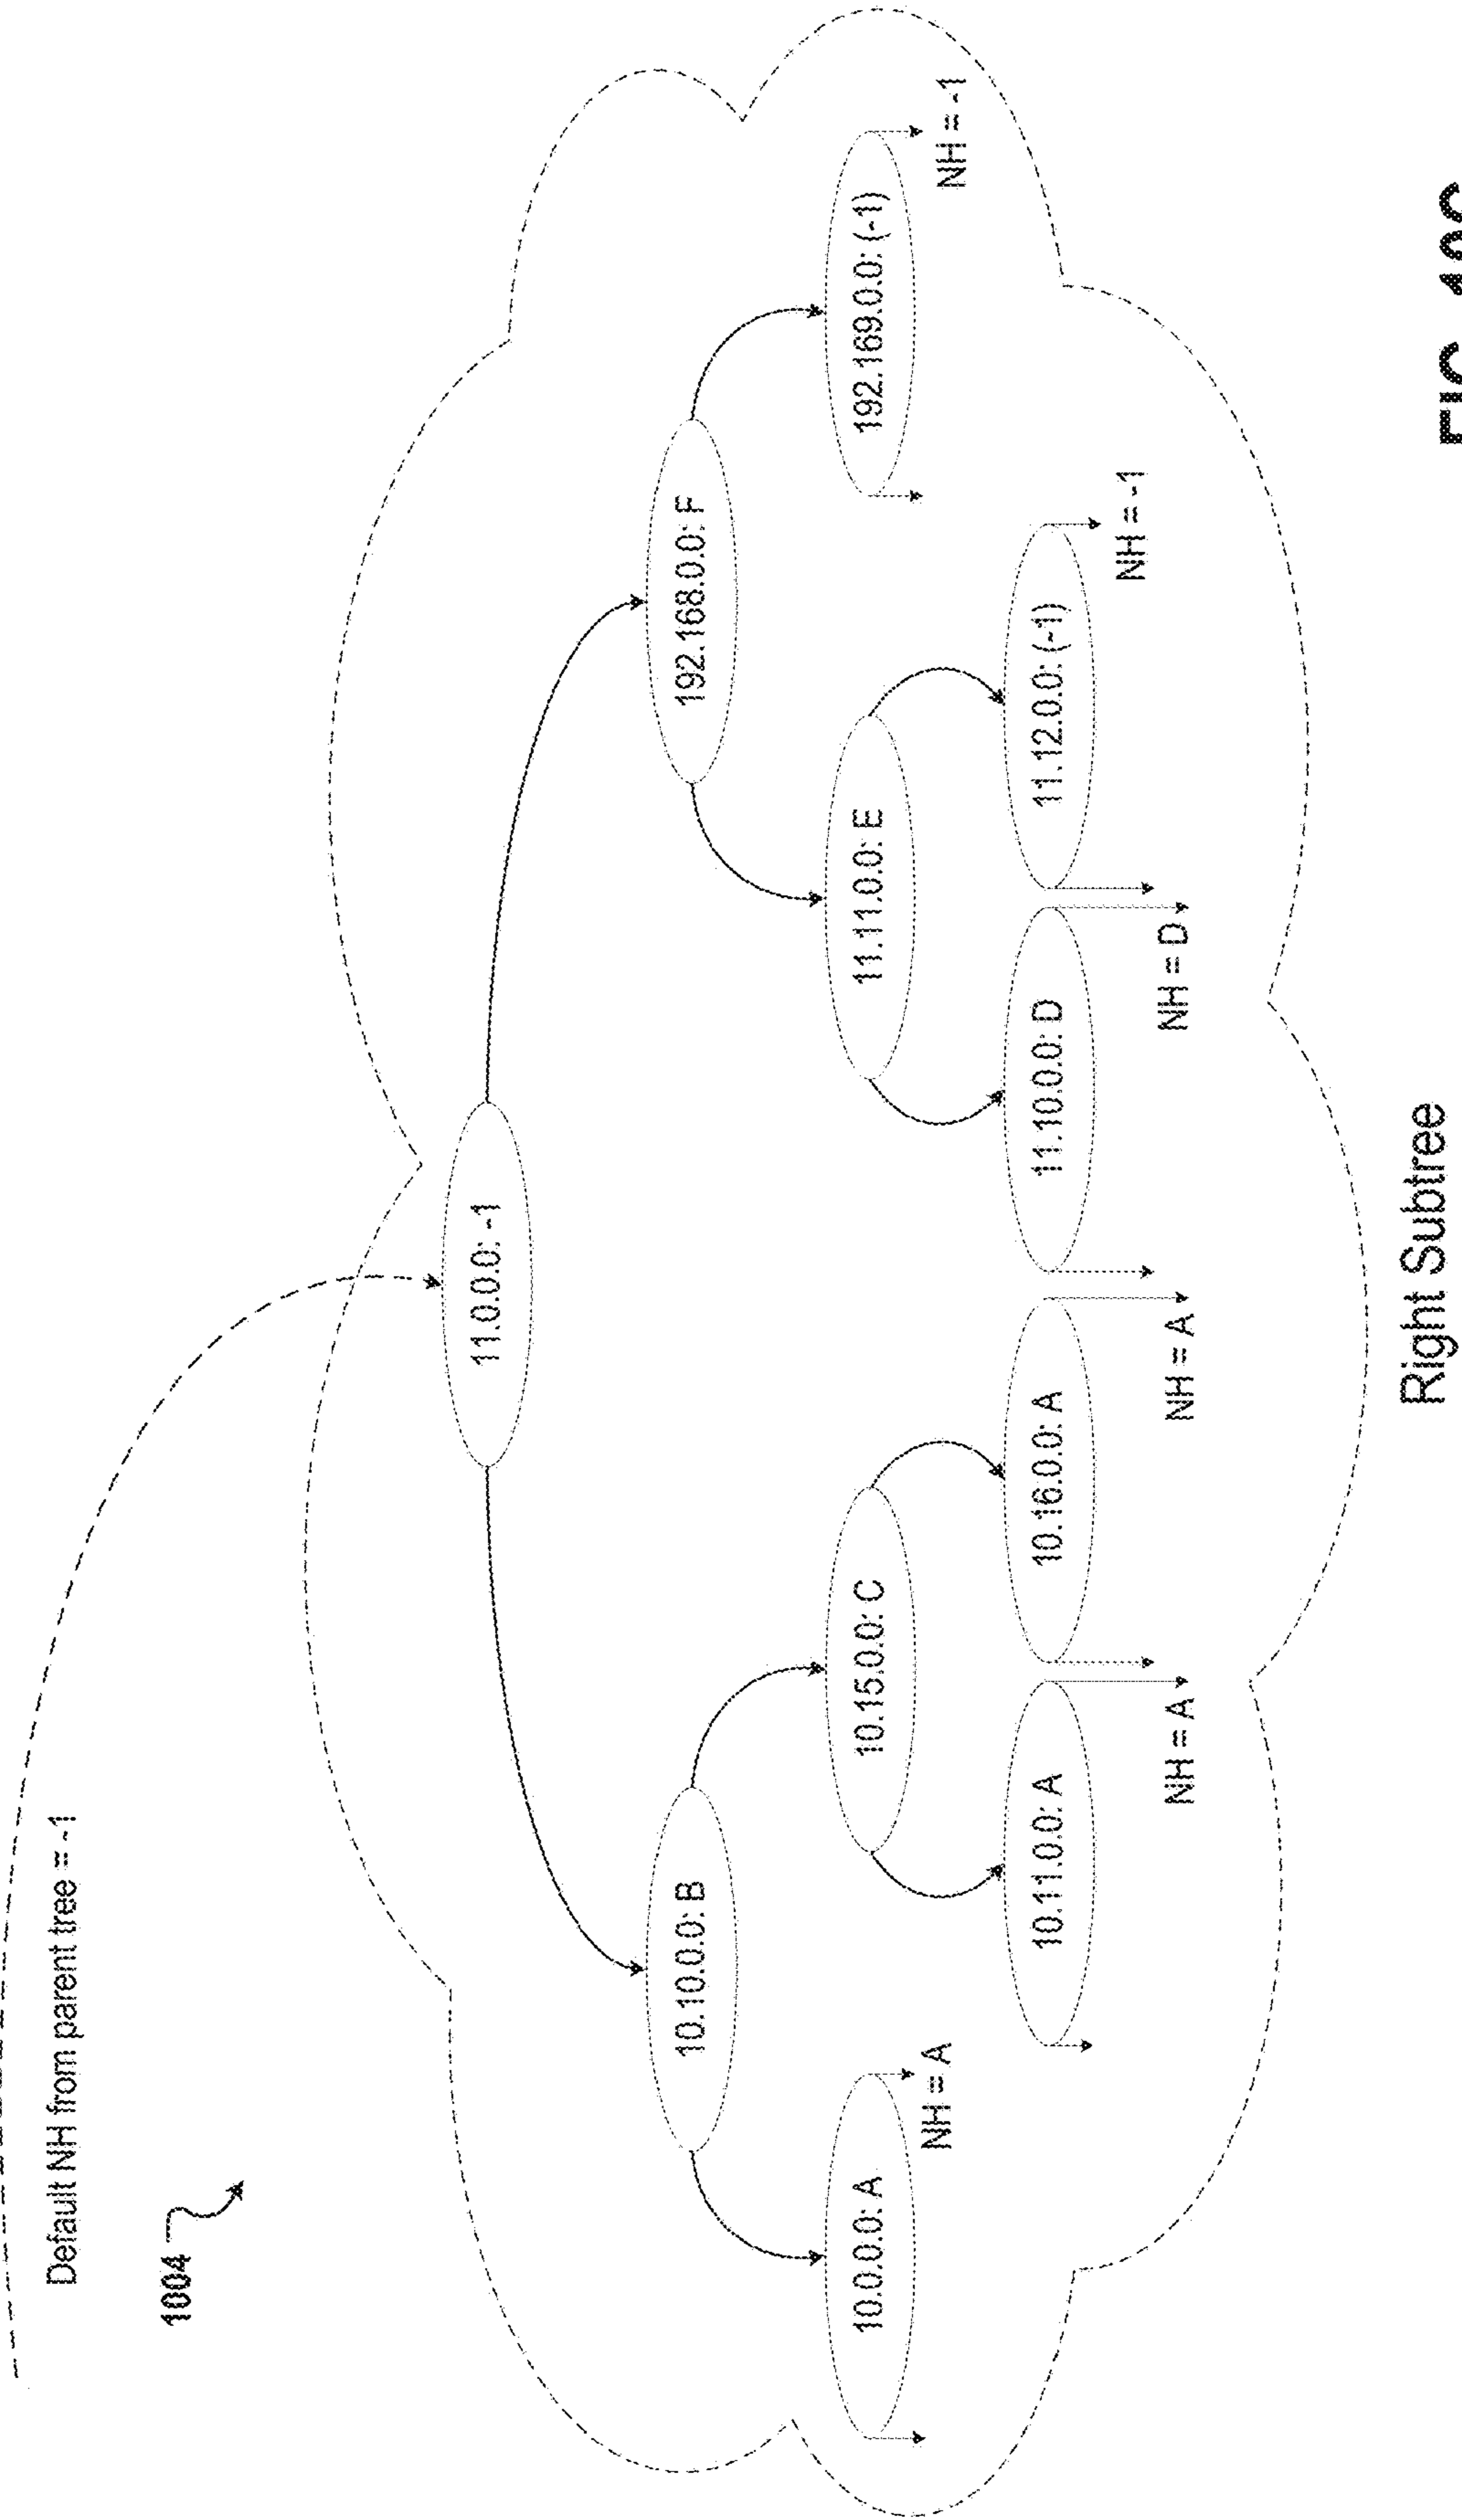 Default NH from parent tree = -1
1004
11.0.0.0: -1
10.10.0.0: B
192.168.0.0: F
10.0.0.0: A
10.15.0.0: C
11.11.0.0: E
192.169.0.0: (-1)
NH = A
NH = -1
10.11.0.0: A
10.16.0.0: A
11.10.0.0: D
11.12.0.0: (-1)
NH = A
NH = A
NH = D
NH = -1
Right Subtree